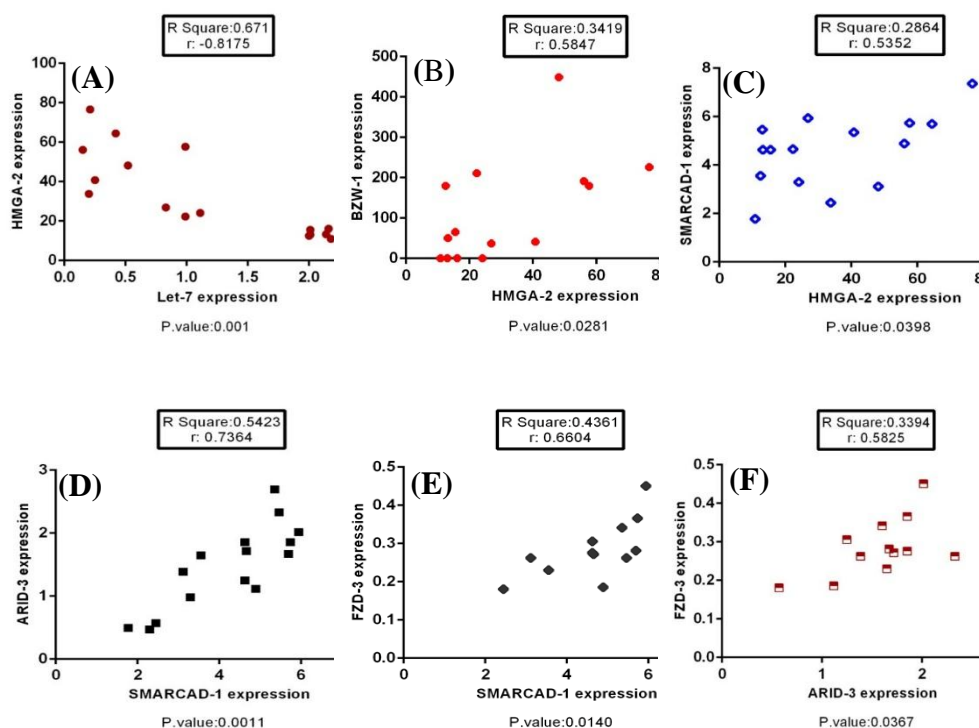 R Square:0.671
r: -0.8175
(A)
HMGA-2 expression
100
80
60
40
20
0
0.0 0.5 1.0 1.5 2.0
Let-7 expression
P.value:0.001
R Square:0.3419
r: 0.5847
(B)
BZW-1 expression
500
400
300
200
100
0
0 20 40 60 8
HMGA-2 expression
P.value:0.0281
R Square:0.2864
r: 0.5352
(C)
SMARCAD-1 expression
8
6
4
2
0
0 20 40 60 8
HMGA-2 expression
P.value:0.0398
R Square:0.5423
r: 0.7364
(D)
ARID-3 expression
3
2
1
0
0 2 4 6
SMARCAD-1 expression
P.value:0.0011
R Square:0.4361
r: 0.6604
(E)
FZD-3 expression
0.5
0.4
0.3
0.2
0.1
0.0
0 2 4 6
SMARCAD-1 expression
P.value:0.0140
R Square:0.3394
r: 0.5825
(F)
FZD-3 expression
0.5
0.4
0.3
0.2
0.1
0.0
0 1 2
ARID-3 expression
P.value:0.0367